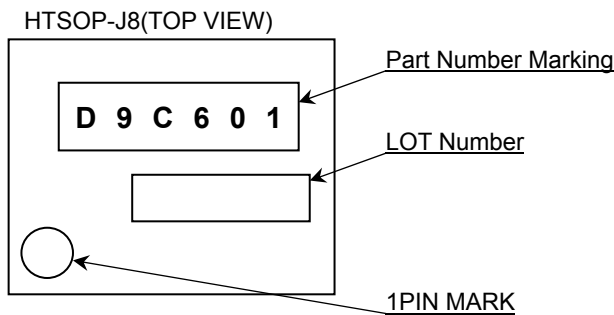 HTSOP-J8(TOP VIEW)
Part Number Marking
D 9 C 6 0 1
LOT Number
1PIN MARK